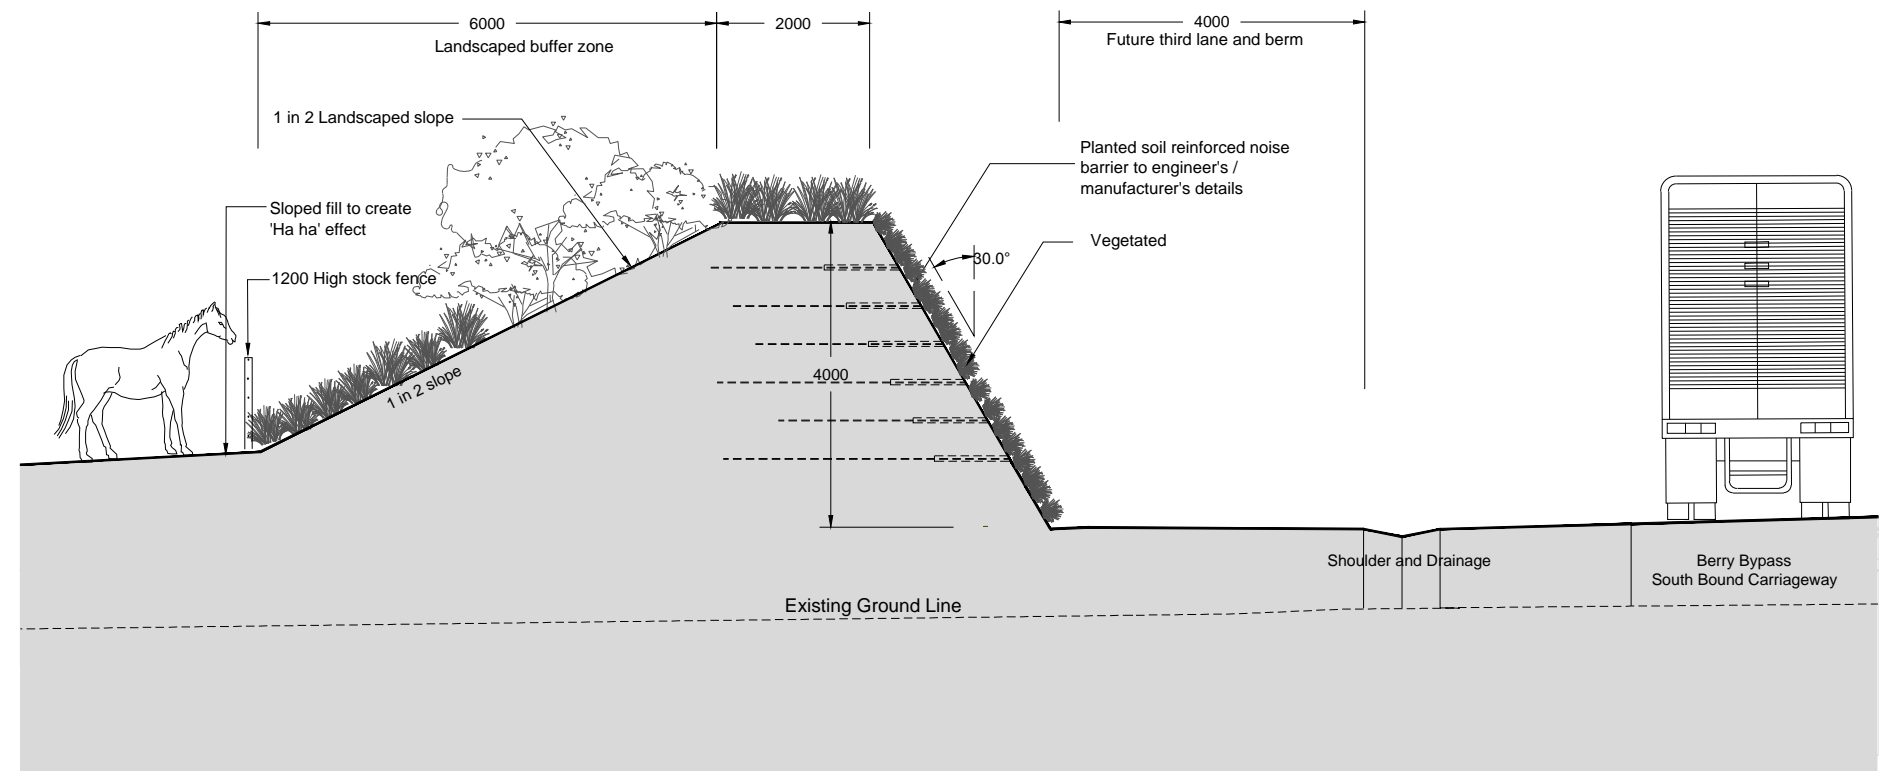 6000
Landscaped buffer zone
2000
4000
Future third lane and berm
1 in 2 Landscaped slope
Planted soil reinforced noise
barrier to engineer's /
manufacturer's details
Sloped fill to create
'Ha ha' effect
Vegetated
30.0°
1200 High stock fence
4000
1 in 2 slope
Shoulder and Drainage
Berry Bypass
South Bound Carriageway
Existing Ground Line